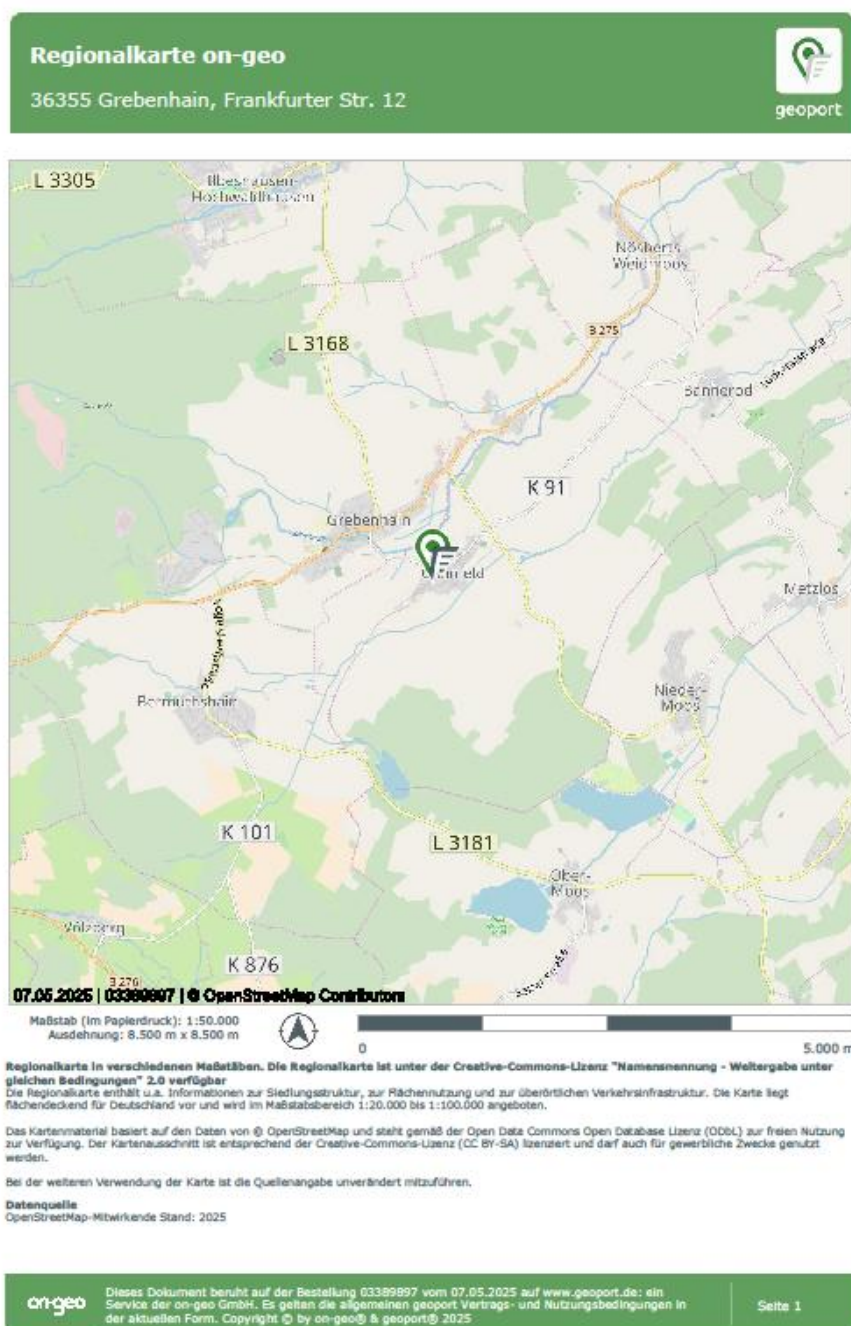 Regionalkarte on-geo
36355 Grebenhain, Frankfurter Str. 12
geoport
L 3305
Ilbeshausen-
Hochwaldhausen
Nösberts-
Weidmoos
B 275
L 3168
Bannerod
K 91
Grebenhain
Metzlos
Nieder-
Moos
Bermuthshain
K 101
L 3181
Ober-
Moos
Völzberg
K 876
B 276
07.05.2025 | 03389897 | © OpenStreetMap Contributors
Maßstab (im Papierdruck): 1:50.000
Ausdehnung: 8.500 m x 8.500 m
0
5.000 m
Regionalkarte in verschiedenen Maßstäben. Die Regionalkarte ist unter der Creative-Commons-Lizenz "Namensnennung - Weitergabe unter
gleichen Bedingungen" 2.0 verfügbar
Die Regionalkarte enthält u.a. Informationen zur Siedlungsstruktur, zur Flächennutzung und zur überörtlichen Verkehrsinfrastruktur. Die Karte liegt
flächendeckend für Deutschland vor und wird im Maßstabsbereich 1:20.000 bis 1:100.000 angeboten.
Das Kartenmaterial basiert auf den Daten von © OpenStreetMap und steht gemäß der Open Data Commons Open Database Lizenz (ODbL) zur freien Nutzung
zur Verfügung. Der Kartenausschnitt ist entsprechend der Creative-Commons-Lizenz (CC BY-SA) lizenziert und darf auch für gewerbliche Zwecke genutzt
werden.
Bei der weiteren Verwendung der Karte ist die Quellenangabe unverändert mitzuführen.
Datenquelle
OpenStreetMap-Mitwirkende Stand: 2025
on-geo
Dieses Dokument beruht auf der Bestellung 03389897 vom 07.05.2025 auf www.geoport.de: ein
Service der on-geo GmbH. Es gelten die allgemeinen geoport Vertrags- und Nutzungsbedingungen in
der aktuellen Form. Copyright © by on-geo® & geoport® 2025
Seite 1